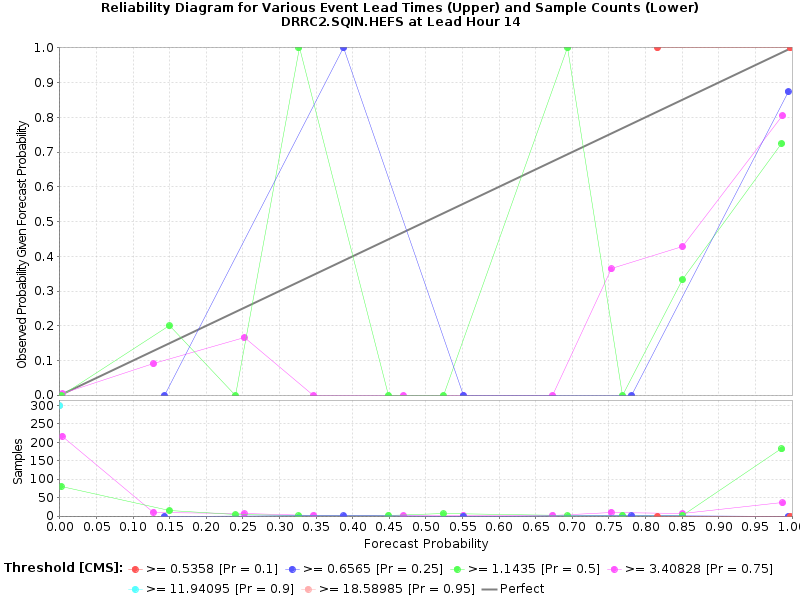 Reliability Diagram for Various Event Lead Times (Upper) and Sample Counts (Lower)
DRRC2.SQIN.HEFS at Lead Hour 14
Observed Probability Given Forecast Probability
1.0
0.9
0.8
0.7
0.6
0.5
0.4
0.3
0.2
0.1
0.0
Samples
300
250
200
150
100
50
0
0.00 0.05 0.10 0.15 0.20 0.25 0.30 0.35 0.40 0.45 0.50 0.55 0.60 0.65 0.70 0.75 0.80 0.85 0.90 0.95 1.00
Forecast Probability
Threshold [CMS]: >= 0.5358 [Pr = 0.1] >= 0.6565 [Pr = 0.25] >= 1.1435 [Pr = 0.5] >= 3.40828 [Pr = 0.75]
>= 11.94095 [Pr = 0.9] >= 18.58985 [Pr = 0.95] Perfect